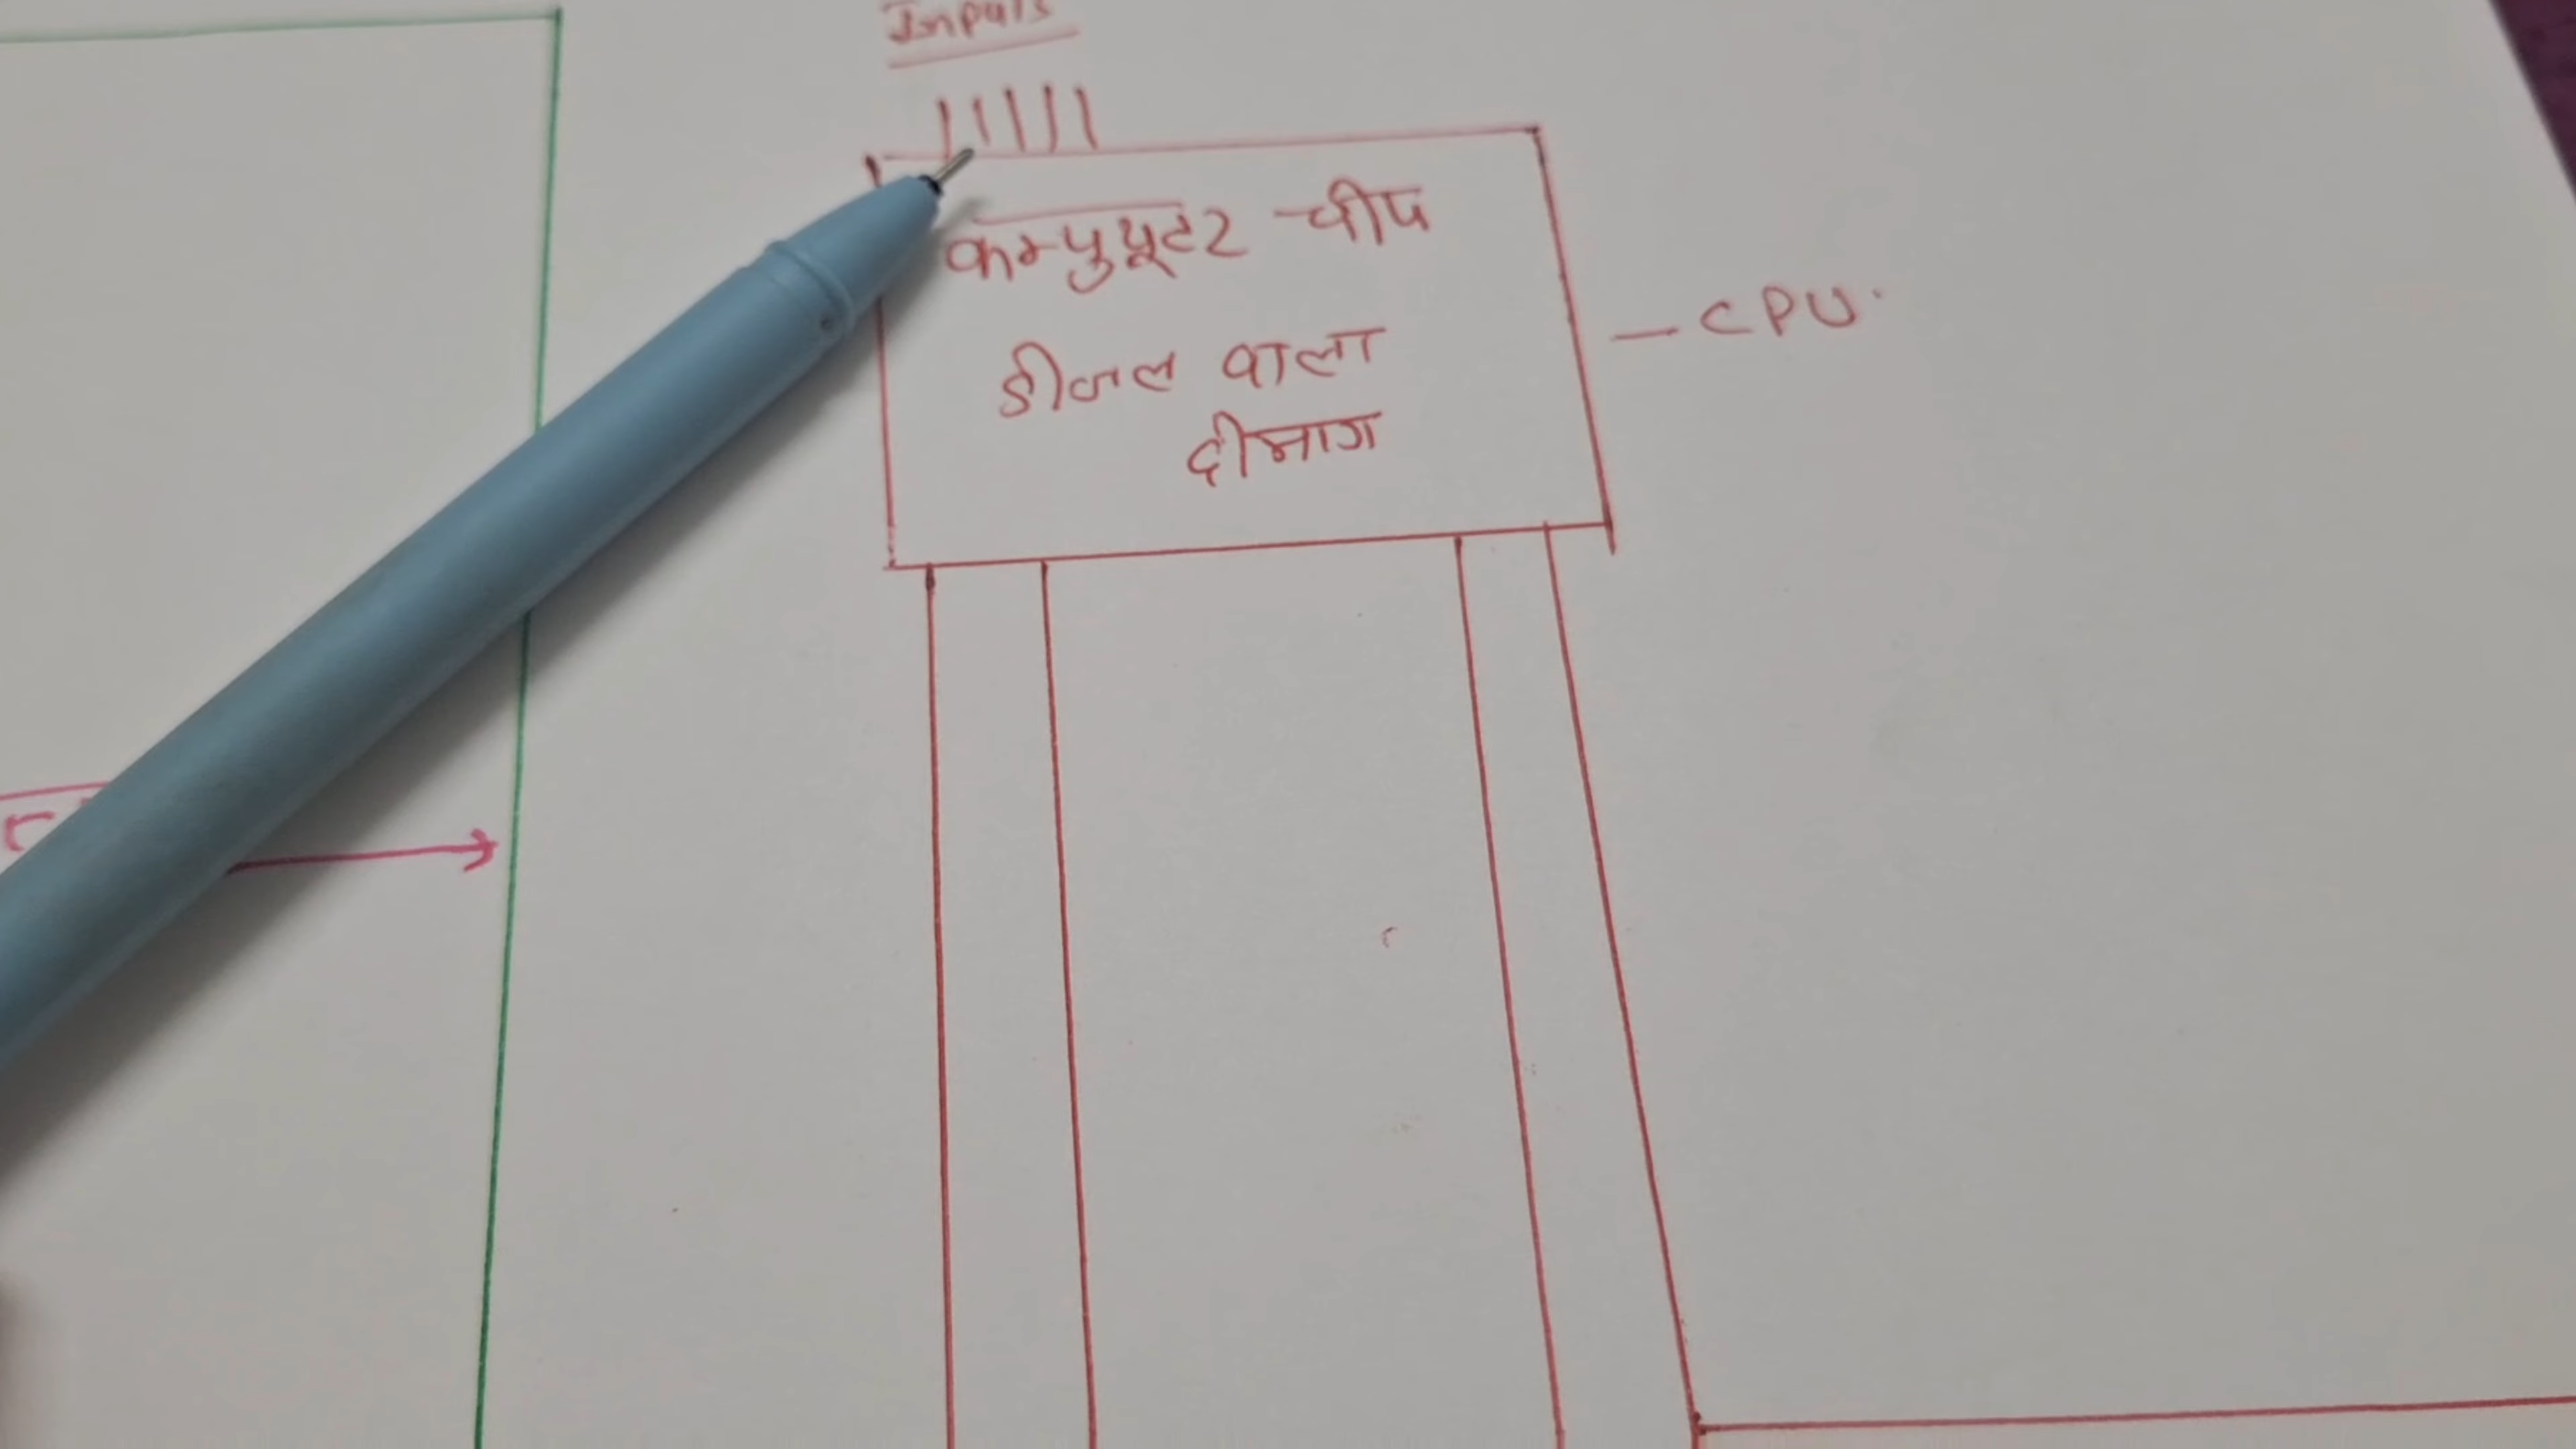 Inputs
कम्पुयूटर चीप
डीजल वाला
दीमाग
- CPU.